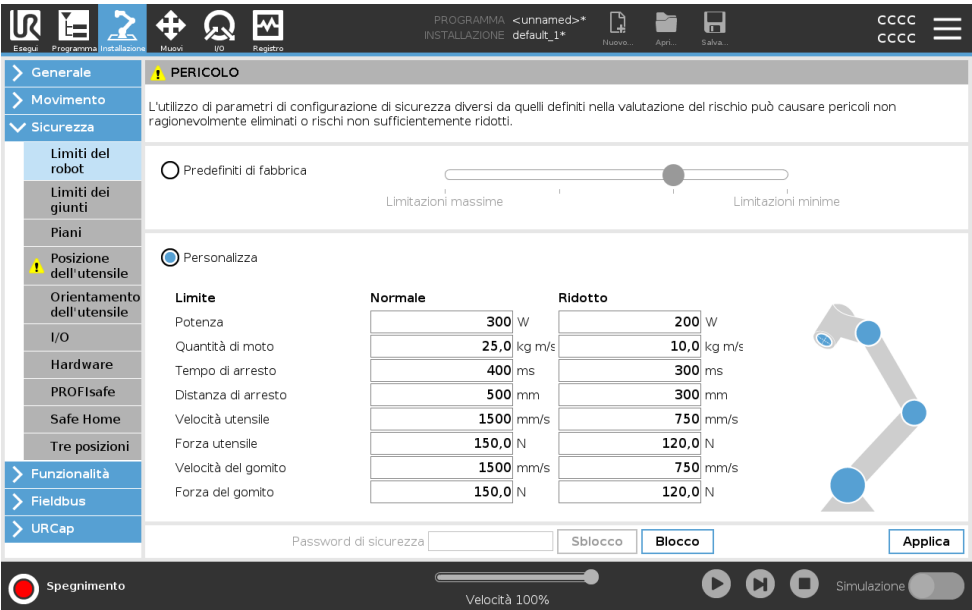 UR
PROGRAMMA <unnamed>*
INSTALLAZIONE default_1*
CCCC
CCCC
Esegui Programma Installazione Muovi I/O Registro Nuovo... Apri... Salva...
Generale
Movimento
Sicurezza
Limiti del
robot
Limiti dei
giunti
Piani
Posizione
dell'utensile
Orientamento
dell'utensile
I/O
Hardware
PROFIsafe
Safe Home
Tre posizioni
Funzionalità
Fieldbus
URCap
PERICOLO
L'utilizzo di parametri di configurazione di sicurezza diversi da quelli definiti nella valutazione del rischio può causare pericoli non
ragionevolmente eliminati o rischi non sufficientemente ridotti.
Predefiniti di fabbrica
Limitazioni massime Limitazioni minime
Personalizza
Limite Normale Ridotto
Potenza 300 W 200 W
Quantità di moto 25,0 kg m/s 10,0 kg m/s
Tempo di arresto 400 ms 300 ms
Distanza di arresto 500 mm 300 mm
Velocità utensile 1500 mm/s 750 mm/s
Forza utensile 150,0 N 120,0 N
Velocità del gomito 1500 mm/s 750 mm/s
Forza del gomito 150,0 N 120,0 N
Password di sicurezza Sblocco Blocco Applica
Spegnimento
Velocità 100%
Simulazione